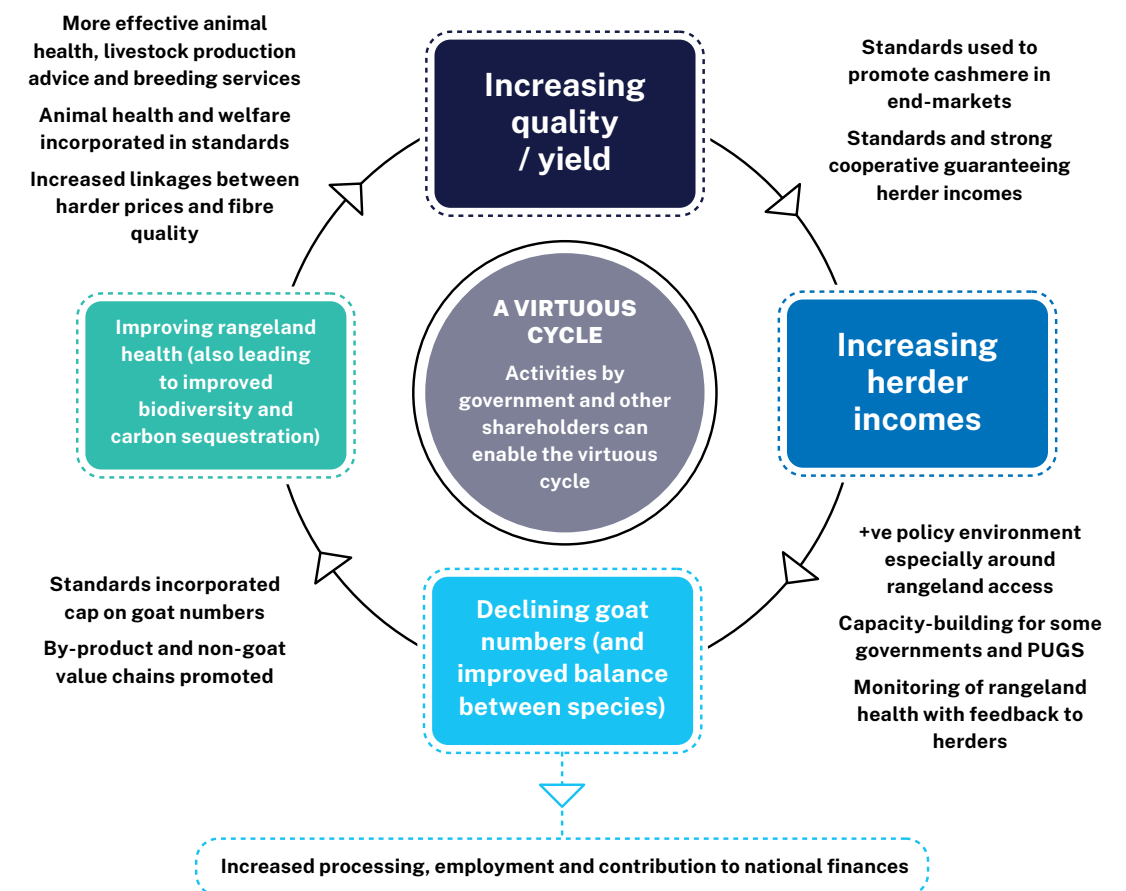 More effective animal
health, livestock production
advice and breeding services
Animal health and welfare
incorporated in standards
Increased linkages between
harder prices and fibre
quality
Increasing
quality
/ yield
Standards used to
promote cashmere in
end-markets
Standards and strong
cooperative guaranteeing
herder incomes
Improving rangeland
health (also leading
to improved
biodiversity and
carbon sequestration)
A VIRTUOUS
CYCLE
Activities by
government and other
shareholders can
enable the virtuous
cycle
Increasing
herder
incomes
Standards incorporated
cap on goat numbers
By-product and non-goat
value chains promoted
Declining goat
numbers (and
improved balance
between species)
+ve policy environment
especially around
rangeland access
Capacity-building for some
governments and PUGS
Monitoring of rangeland
health with feedback to
herders
Increased processing, employment and contribution to national finances